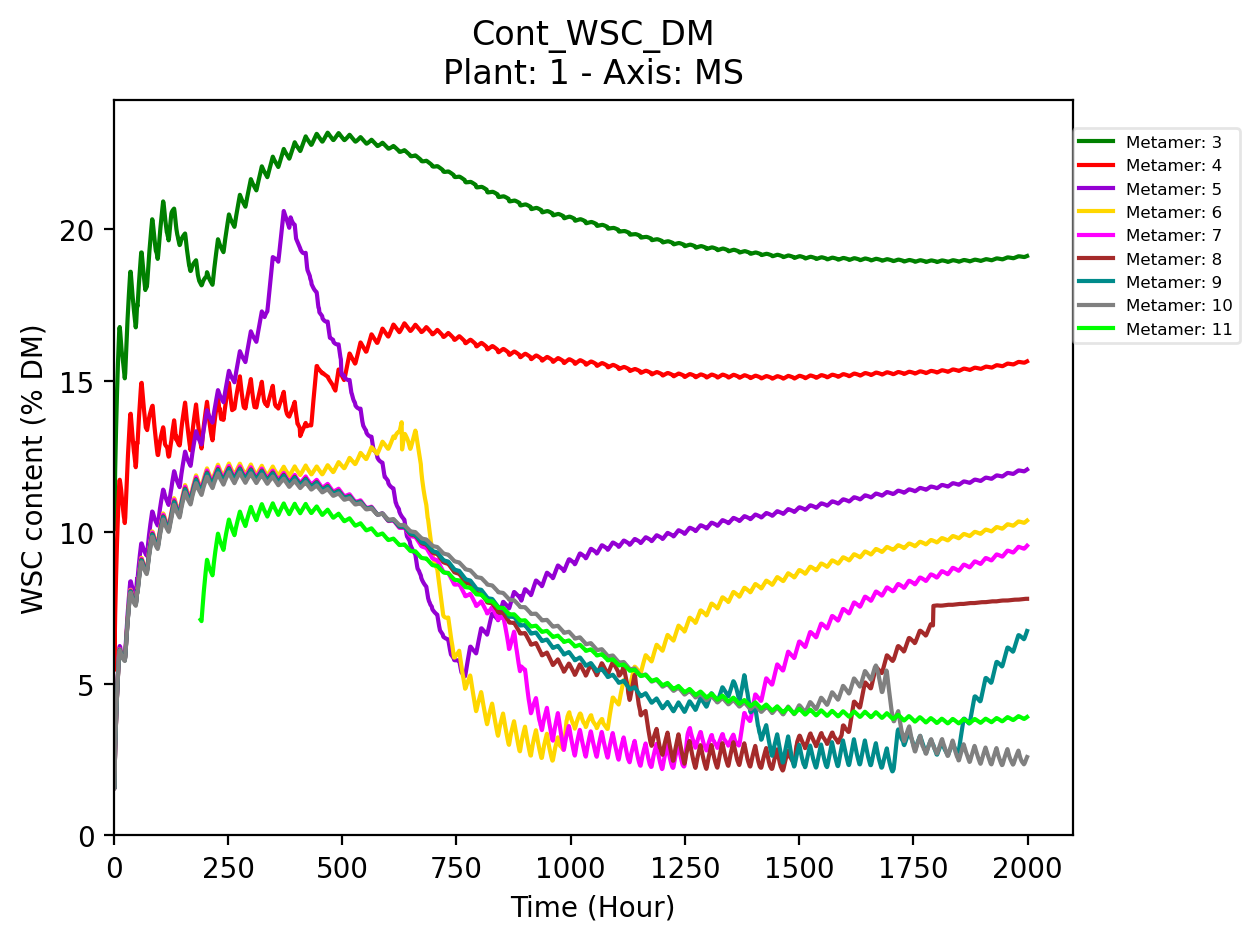 Cont_WSC_DM
Plant: 1 - Axis: MS
WSC content (% DM)
20
15
10
5
0
0 250 500 750 1000 1250 1500 1750 2000
Time (Hour)
Metamer: 3
Metamer: 4
Metamer: 5
Metamer: 6
Metamer: 7
Metamer: 8
Metamer: 9
Metamer: 10
Metamer: 11